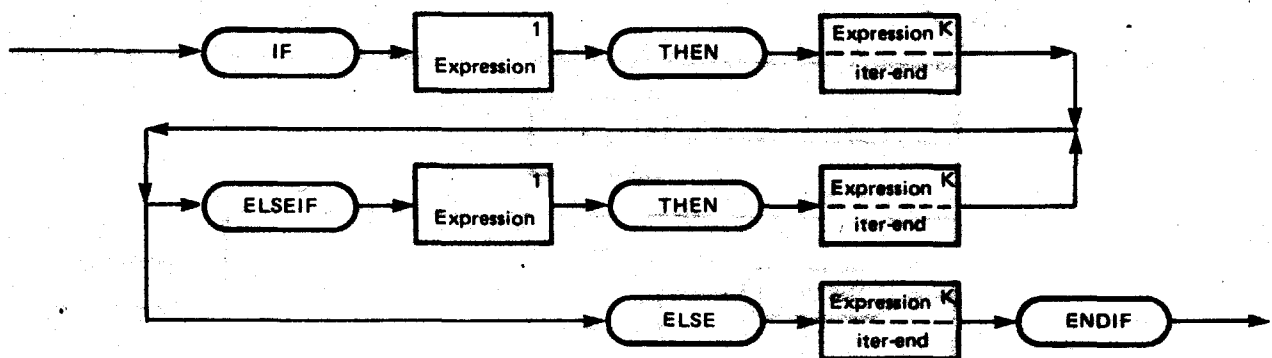 IF 1 Expression THEN Expression K iter-end
ELSEIF 1 Expression THEN Expression K iter-end
ELSE Expression K iter-end ENDIF